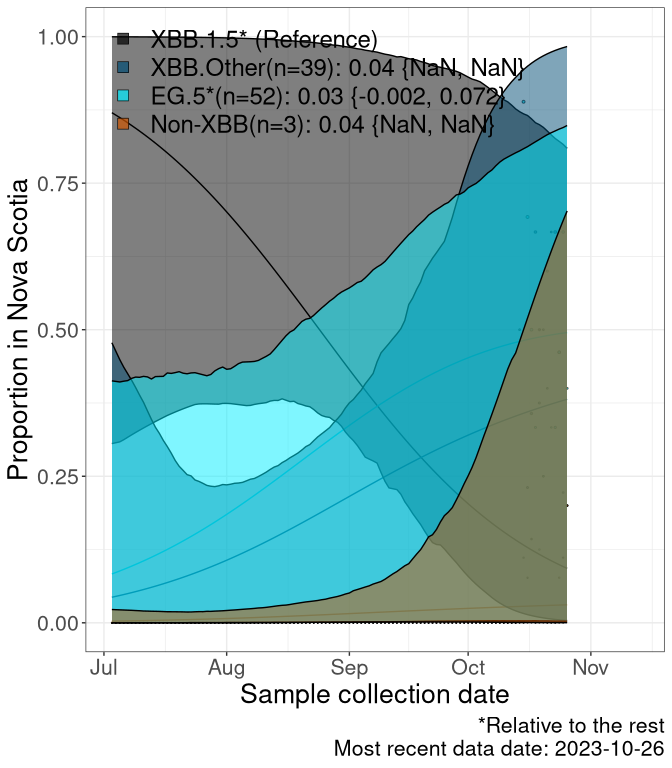 XBB.1.5* (Reference)
XBB.Other(n=39): 0.04 {NaN, NaN}
EG.5*(n=52): 0.03 {-0.002, 0.072}
Non-XBB(n=3): 0.04 {NaN, NaN}
1.00
0.75
0.50
0.25
0.00
Proportion in Nova Scotia
Jul Aug Sep Oct Nov
Sample collection date
*Relative to the rest
Most recent data date: 2023-10-26